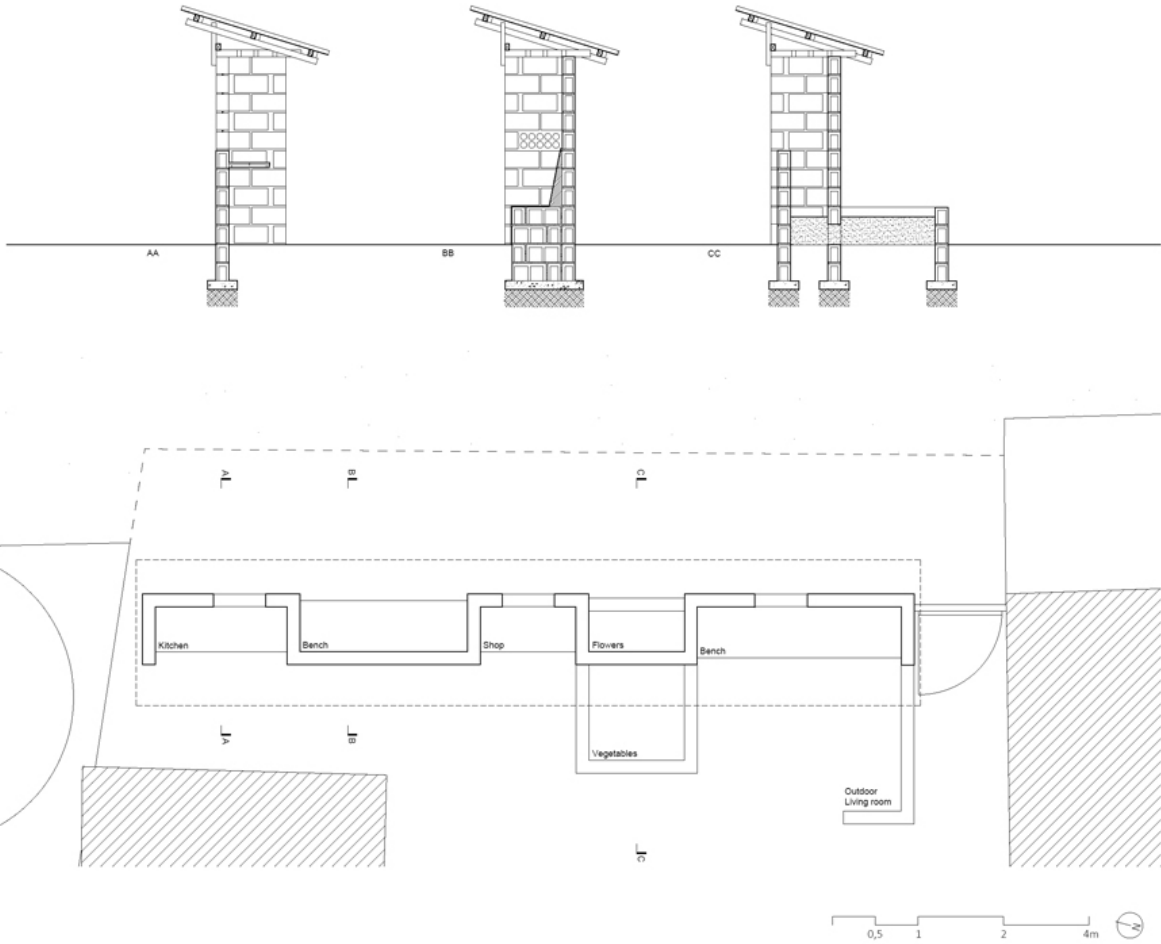 AA
BB
CC
A
B
C
Kitchen
Bench
Shop
Flowers
Bench
A
B
Vegetables
Outdoor
Living room
C
0,5 1 2 4m
N